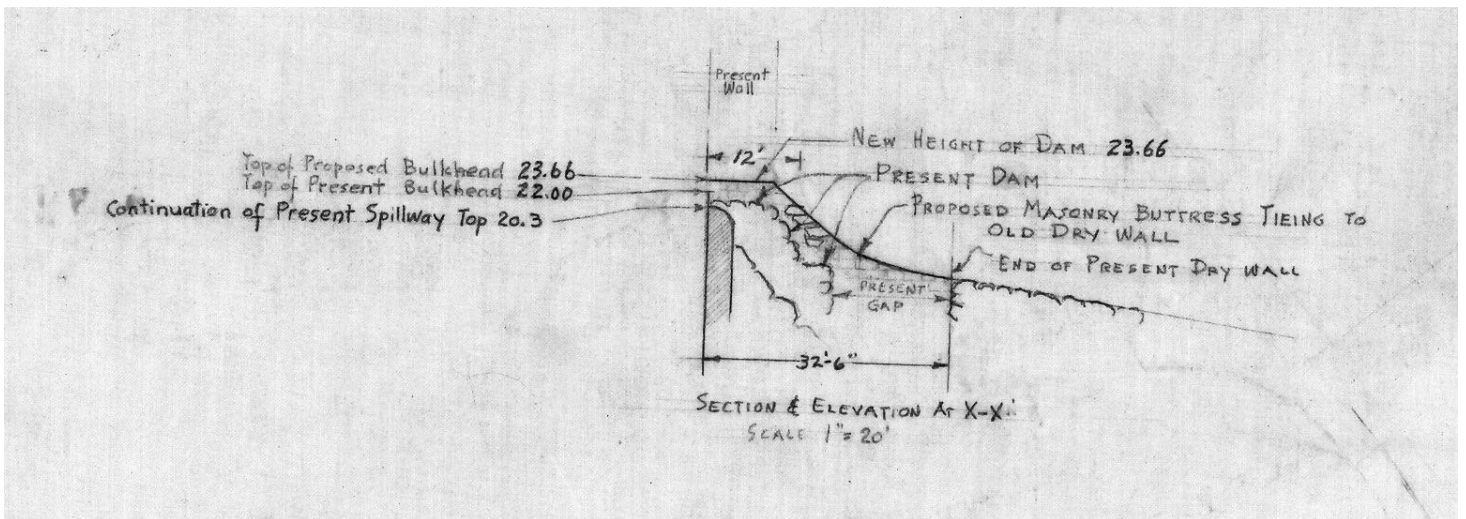 Present
Wall
12'
NEW HEIGHT OF DAM 23.66
Top of Proposed Bulkhead 23.66
Top of Present Bulkhead 22.00
Continuation of Present Spillway Top 20.3
PRESENT DAM
PROPOSED MASONRY BUTTRESS TIEING TO
OLD DRY WALL
END OF PRESENT DRY WALL
PRESENT
GAP
32'-6"
SECTION & ELEVATION AT X-X
SCALE 1"=20'